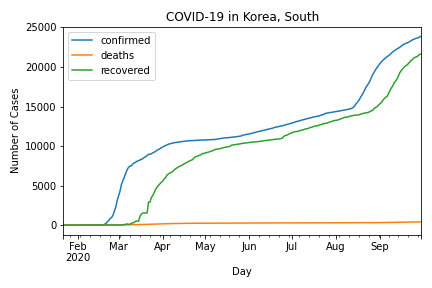 COVID-19 in Korea, South
confirmed
deaths
recovered
Number of Cases
25000
20000
15000
10000
5000
0
Feb Mar Apr May Jun Jul Aug Sep
2020
Day